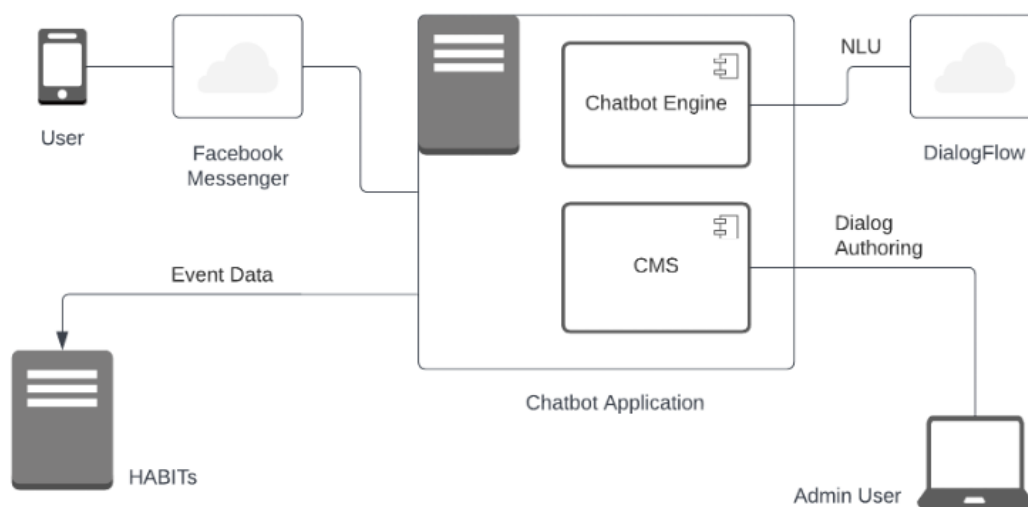 NLU
Chatbot Engine
User
Facebook
Messenger
DialogFlow
Dialog
Authoring
CMS
Event Data
Chatbot Application
HABITs
Admin User